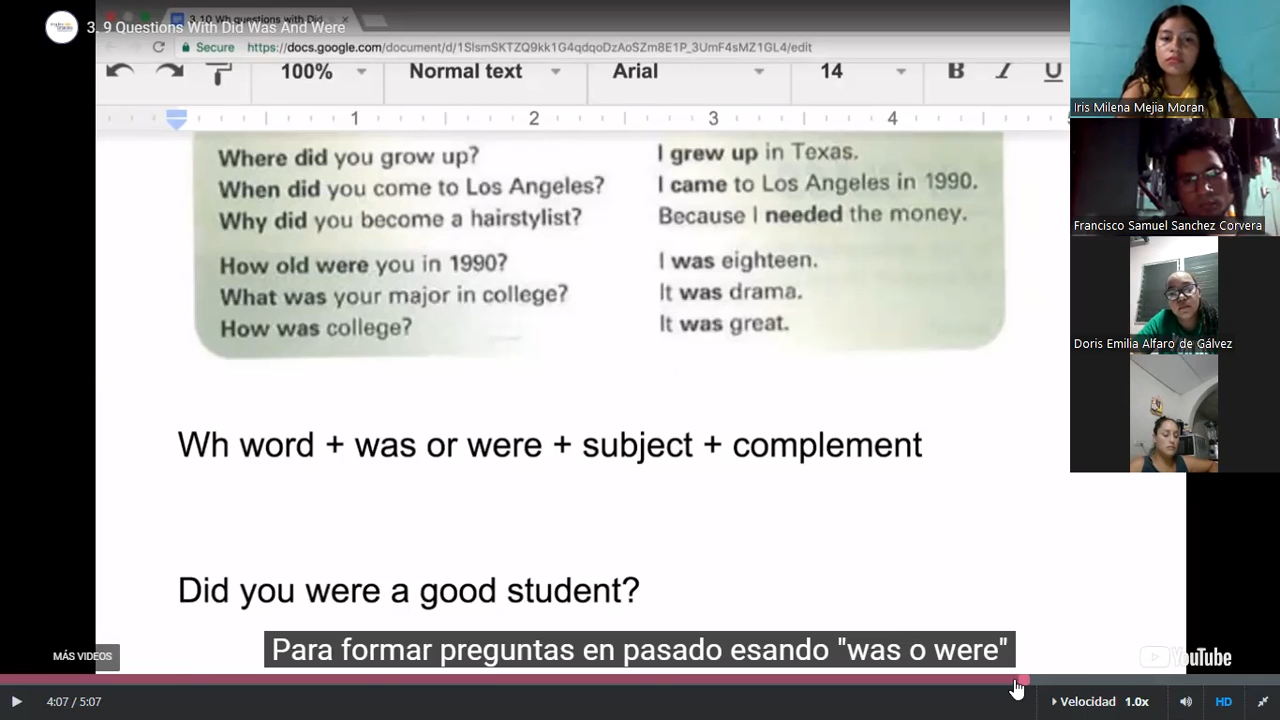 3. 9 Questions With Did Was And Were
3.10 Wh questions with Did
Secure https://docs.google.com/document/d/1SlsmSKTZQ9kk1G4qdqoDzAoSZm8E1P_3UmF4sMZ1GL4/edit
100% Normal text Arial 14 B I U
1 2 3 4
Where did you grow up? I grew up in Texas.
When did you come to Los Angeles? I came to Los Angeles in 1990.
Why did you become a hairstylist? Because I needed the money.
How old were you in 1990? I was eighteen.
What was your major in college? It was drama.
How was college? It was great.
Wh word + was or were + subject + complement
Did you were a good student?
Para formar preguntas en pasado esando "was o were"
MÁS VIDEOS
YouTube
4:07 / 5:07
Velocidad 1.0x
HD
Iris Milena Mejia Moran
Francisco Samuel Sanchez Corvera
Doris Emilia Alfaro de Gálvez